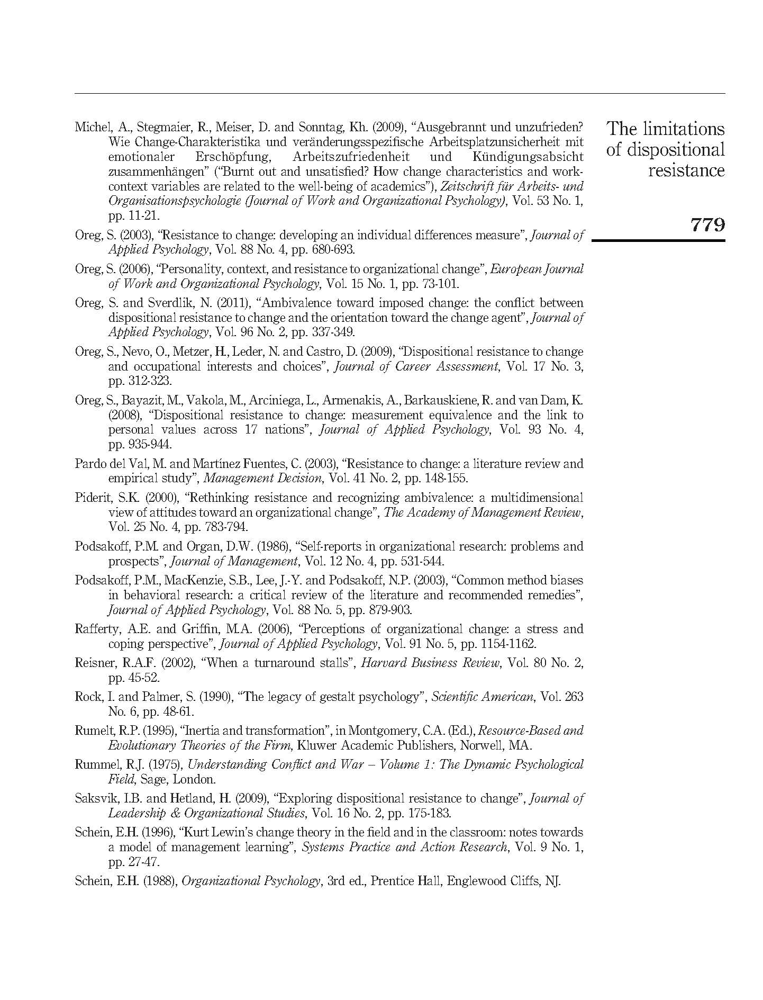 Michel, A., Stegmaier, R., Meiser, D. and Sonntag, Kh. (2009), “Ausgebrannt und unzufrieden?
Wie Change-Charakteristika und veränderungsspezifische Arbeitsplatzunsicherheit mit
emotionaler Erschöpfung, Arbeitszufriedenheit und Kündigungsabsicht
zusammenhängen” (“Burnt out and unsatisfied? How change characteristics and work-
context variables are related to the well-being of academics”), Zeitschrift für Arbeits- und
Organisationspsychologie (Journal of Work and Organizational Psychology), Vol. 53 No. 1,
pp. 11-21.
Oreg, S. (2003), “Resistance to change: developing an individual differences measure”, Journal of
Applied Psychology, Vol. 88 No. 4, pp. 680-693.
Oreg, S. (2006), “Personality, context, and resistance to organizational change”, European Journal
of Work and Organizational Psychology, Vol. 15 No. 1, pp. 73-101.
Oreg, S. and Sverdlik, N. (2011), “Ambivalence toward imposed change: the conflict between
dispositional resistance to change and the orientation toward the change agent”, Journal of
Applied Psychology, Vol. 96 No. 2, pp. 337-349.
Oreg, S., Nevo, O., Metzer, H., Leder, N. and Castro, D. (2009), “Dispositional resistance to change
and occupational interests and choices”, Journal of Career Assessment, Vol. 17 No. 3,
pp. 312-323.
Oreg, S., Bayazit, M., Vakola, M., Arciniega, L., Armenakis, A., Barkauskiene, R. and van Dam, K.
(2008), “Dispositional resistance to change: measurement equivalence and the link to
personal values across 17 nations”, Journal of Applied Psychology, Vol. 93 No. 4,
pp. 935-944.
Pardo del Val, M. and Martínez Fuentes, C. (2003), “Resistance to change: a literature review and
empirical study”, Management Decision, Vol. 41 No. 2, pp. 148-155.
Piderit, S.K. (2000), “Rethinking resistance and recognizing ambivalence: a multidimensional
view of attitudes toward an organizational change”, The Academy of Management Review,
Vol. 25 No. 4, pp. 783-794.
Podsakoff, P.M. and Organ, D.W. (1986), “Self-reports in organizational research: problems and
prospects”, Journal of Management, Vol. 12 No. 4, pp. 531-544.
Podsakoff, P.M., MacKenzie, S.B., Lee, J.-Y. and Podsakoff, N.P. (2003), “Common method biases
in behavioral research: a critical review of the literature and recommended remedies”,
Journal of Applied Psychology, Vol. 88 No. 5, pp. 879-903.
Rafferty, A.E. and Griffin, M.A. (2006), “Perceptions of organizational change: a stress and
coping perspective”, Journal of Applied Psychology, Vol. 91 No. 5, pp. 1154-1162.
Reisner, R.A.F. (2002), “When a turnaround stalls”, Harvard Business Review, Vol. 80 No. 2,
pp. 45-52.
Rock, I. and Palmer, S. (1990), “The legacy of gestalt psychology”, Scientific American, Vol. 263
No. 6, pp. 48-61.
Rumelt, R.P. (1995), “Inertia and transformation”, in Montgomery, C.A. (Ed.), Resource-Based and
Evolutionary Theories of the Firm, Kluwer Academic Publishers, Norwell, MA.
Rummel, R.J. (1975), Understanding Conflict and War – Volume 1: The Dynamic Psychological
Field, Sage, London.
Saksvik, I.B. and Hetland, H. (2009), “Exploring dispositional resistance to change”, Journal of
Leadership & Organizational Studies, Vol. 16 No. 2, pp. 175-183.
Schein, E.H. (1996), “Kurt Lewin’s change theory in the field and in the classroom: notes towards
a model of management learning”, Systems Practice and Action Research, Vol. 9 No. 1,
pp. 27-47.
Schein, E.H. (1988), Organizational Psychology, 3rd ed., Prentice Hall, Englewood Cliffs, NJ.
The limitations
of dispositional
resistance
779